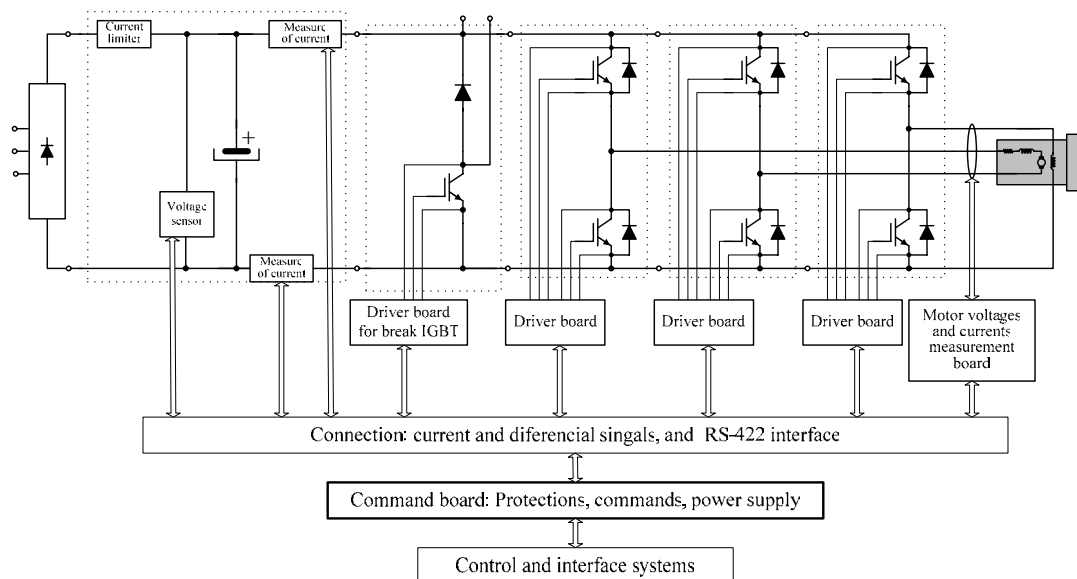 Current
limiter
Measure
of current
+
Voltage
sensor
Measure
of current
Driver board
for break IGBT
Driver board
Driver board
Driver board
Motor voltages
and currents
measurement
board
Connection: current and diferencial singals, and RS-422 interface
Command board: Protections, commands, power supply
Control and interface systems